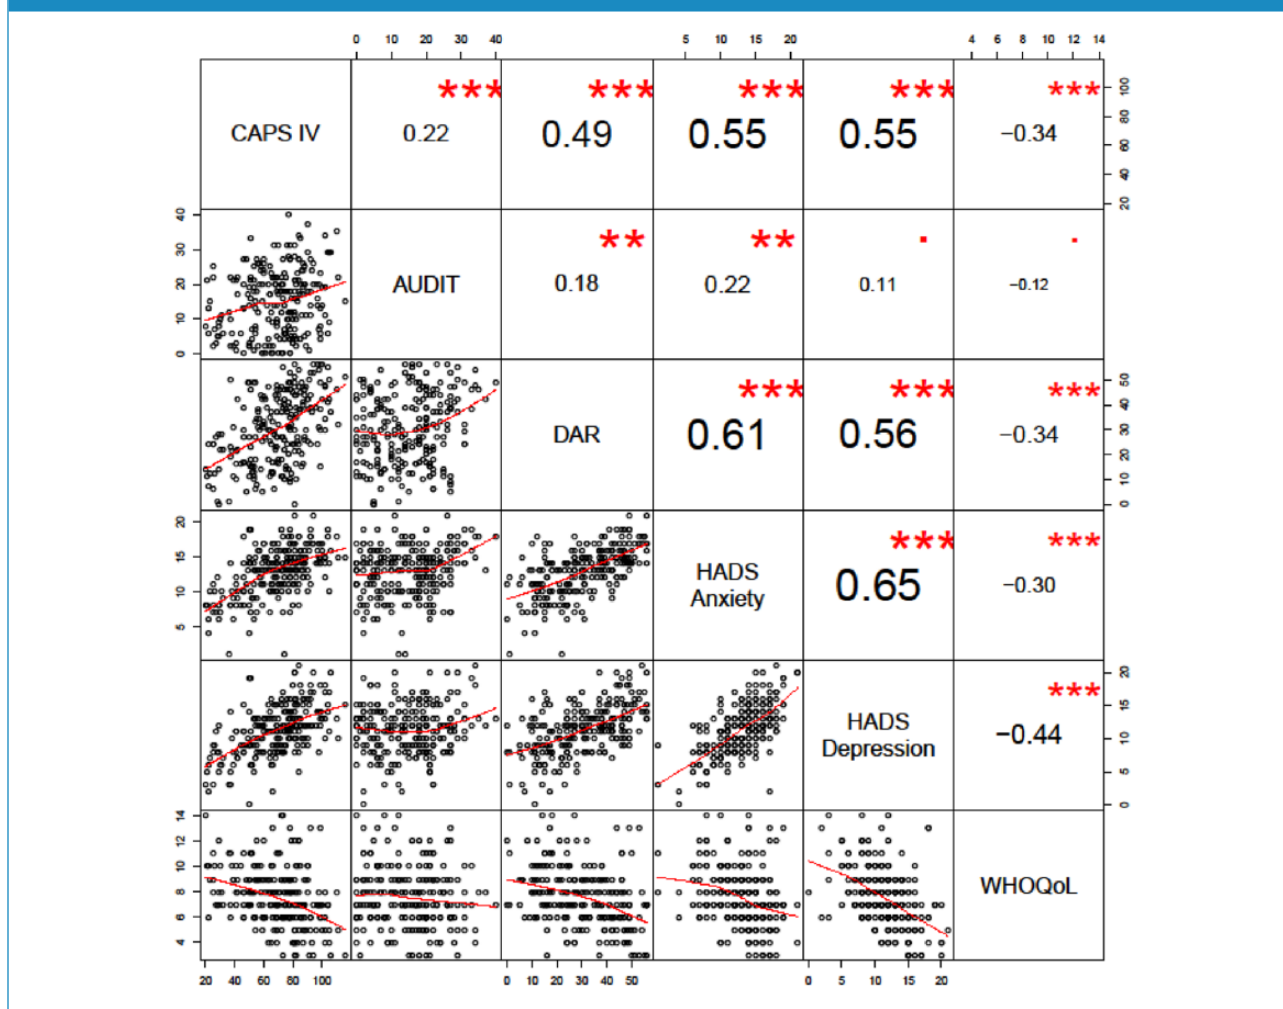 0 10 20 30 40 5 10 15 20 4 6 8 10 12 14
*** *** *** *** ***
CAPS IV 0.22 0.49 0.55 0.55 −0.34
20 40 60 80 100
0 10 20 30 40
** ** . .
AUDIT 0.18 0.22 0.11 −0.12
*** *** ***
DAR 0.61 0.56 −0.34
0 10 20 30 40 50
5 10 15 20
*** ***
HADS
Anxiety 0.65 −0.30
***
HADS
Depression −0.44
0 5 10 15 20
4 6 8 10 12 14
WHOQoL
20 40 60 80 100 0 10 20 30 40 50 0 5 10 15 20